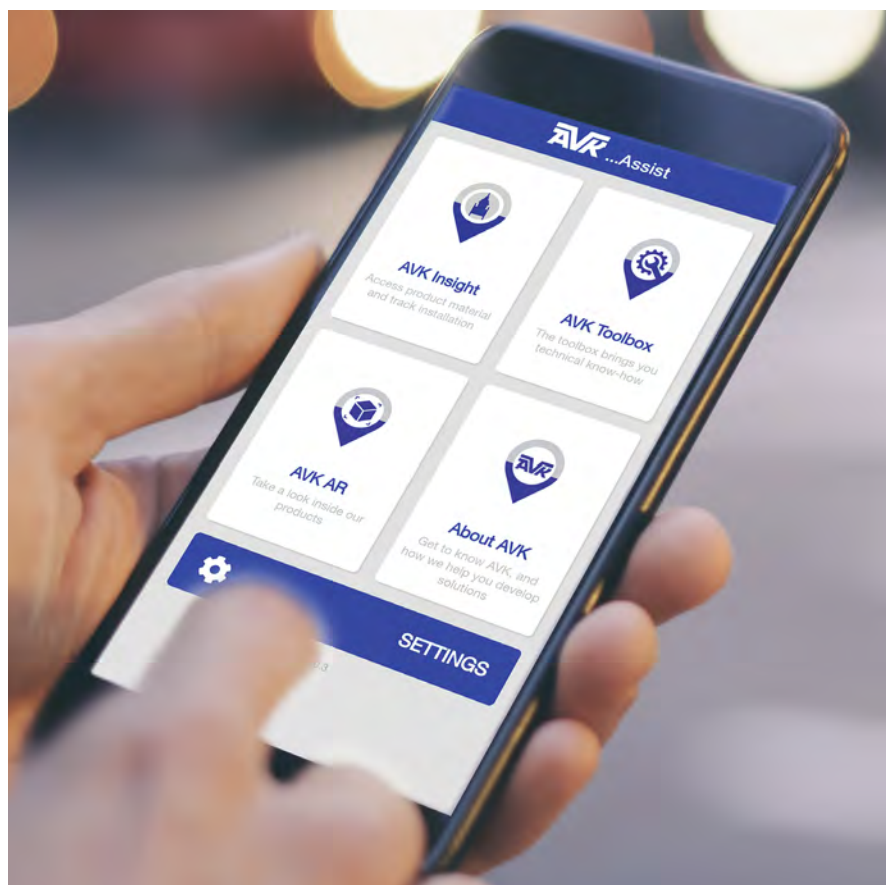 AVK ...Assist
AVK Insight
Access product material
and track installation
AVK Toolbox
The toolbox brings you
technical know-how
AVK AR
Take a look inside our
products
AVK
About AVK
Get to know AVK, and
how we help you develop
solutions
SETTINGS